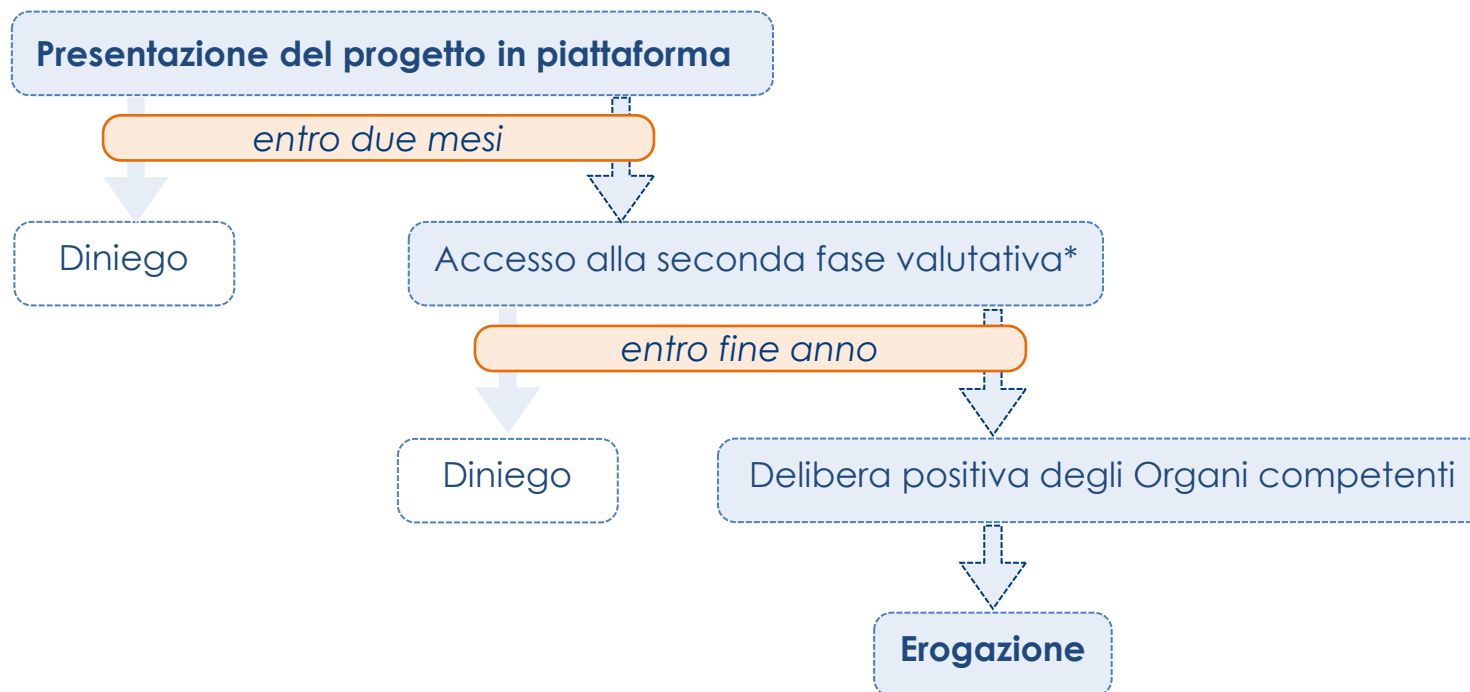 Presentazione del progetto in piattaforma
entro due mesi
Diniego
Accesso alla seconda fase valutativa*
entro fine anno
Diniego
Delibera positiva degli Organi competenti
Erogazione